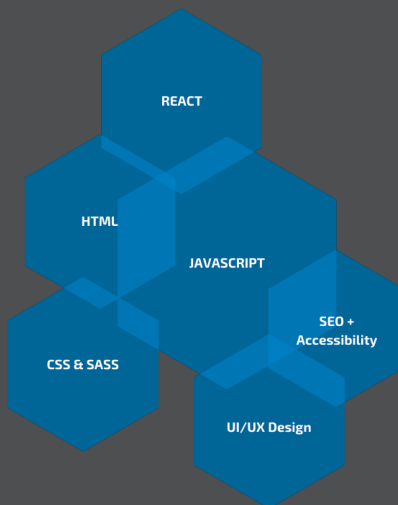 REACT
HTML
JAVASCRIPT
SEO +
Accessibility
CSS & SASS
UI/UX Design